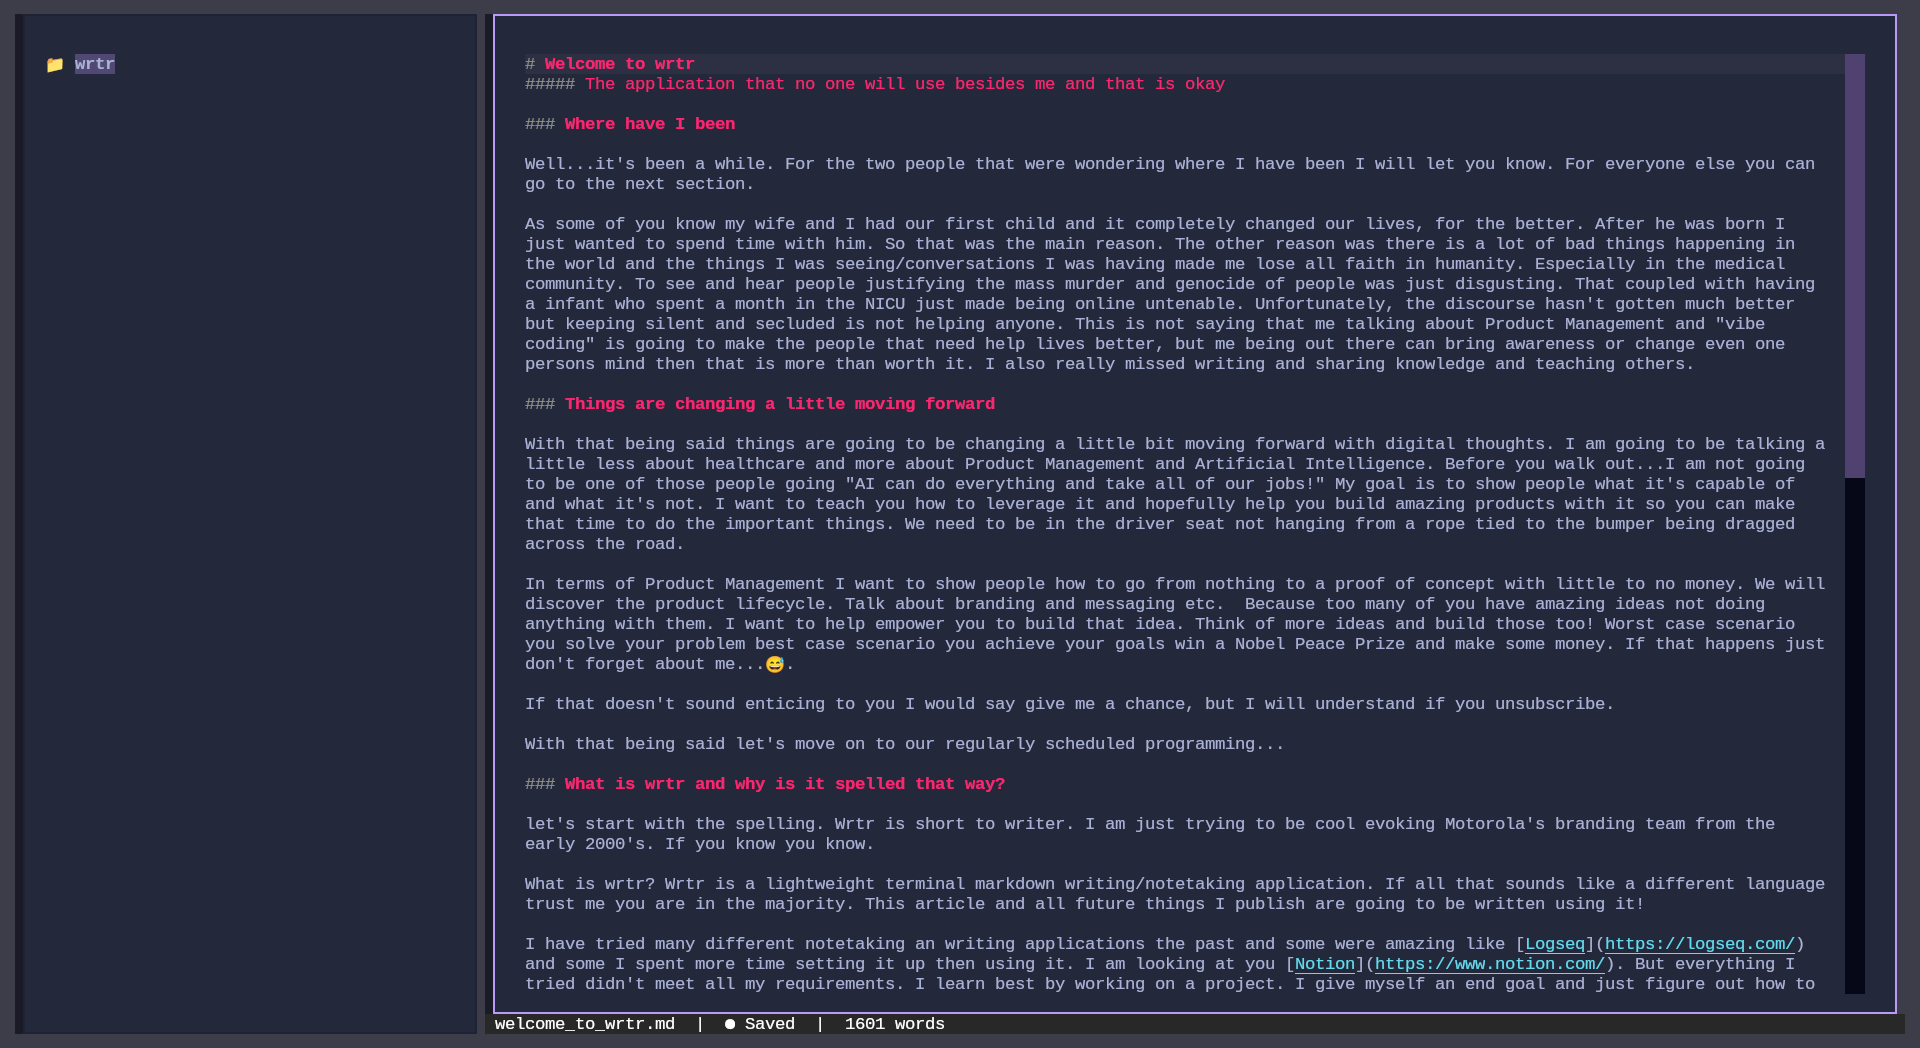 📁 wrtr
# Welcome to wrtr
##### The application that no one will use besides me and that is okay
### Where have I been
Well...it's been a while. For the two people that were wondering where I have been I will let you know. For everyone else you can
go to the next section.
As some of you know my wife and I had our first child and it completely changed our lives, for the better. After he was born I
just wanted to spend time with him. So that was the main reason. The other reason was there is a lot of bad things happening in
the world and the things I was seeing/conversations I was having made me lose all faith in humanity. Especially in the medical
community. To see and hear people justifying the mass murder and genocide of people was just disgusting. That coupled with having
a infant who spent a month in the NICU just made being online untenable. Unfortunately, the discourse hasn't gotten much better
but keeping silent and secluded is not helping anyone. This is not saying that me talking about Product Management and "vibe
coding" is going to make the people that need help lives better, but me being out there can bring awareness or change even one
persons mind then that is more than worth it. I also really missed writing and sharing knowledge and teaching others.
### Things are changing a little moving forward
With that being said things are going to be changing a little bit moving forward with digital thoughts. I am going to be talking a
little less about healthcare and more about Product Management and Artificial Intelligence. Before you walk out...I am not going
to be one of those people going "AI can do everything and take all of our jobs!" My goal is to show people what it's capable of
and what it's not. I want to teach you how to leverage it and hopefully help you build amazing products with it so you can make
that time to do the important things. We need to be in the driver seat not hanging from a rope tied to the bumper being dragged
across the road.
In terms of Product Management I want to show people how to go from nothing to a proof of concept with little to no money. We will
discover the product lifecycle. Talk about branding and messaging etc.  Because too many of you have amazing ideas not doing
anything with them. I want to help empower you to build that idea. Think of more ideas and build those too! Worst case scenario
you solve your problem best case scenario you achieve your goals win a Nobel Peace Prize and make some money. If that happens just
don't forget about me...😅.
If that doesn't sound enticing to you I would say give me a chance, but I will understand if you unsubscribe.
With that being said let's move on to our regularly scheduled programming...
### What is wrtr and why is it spelled that way?
let's start with the spelling. Wrtr is short to writer. I am just trying to be cool evoking Motorola's branding team from the
early 2000's. If you know you know.
What is wrtr? Wrtr is a lightweight terminal markdown writing/notetaking application. If all that sounds like a different language
trust me you are in the majority. This article and all future things I publish are going to be written using it!
I have tried many different notetaking an writing applications the past and some were amazing like [Logseq](https://logseq.com/)
and some I spent more time setting it up then using it. I am looking at you [Notion](https://www.notion.com/). But everything I
tried didn't meet all my requirements. I learn best by working on a project. I give myself an end goal and just figure out how to
welcome_to_wrtr.md | ● Saved | 1601 words